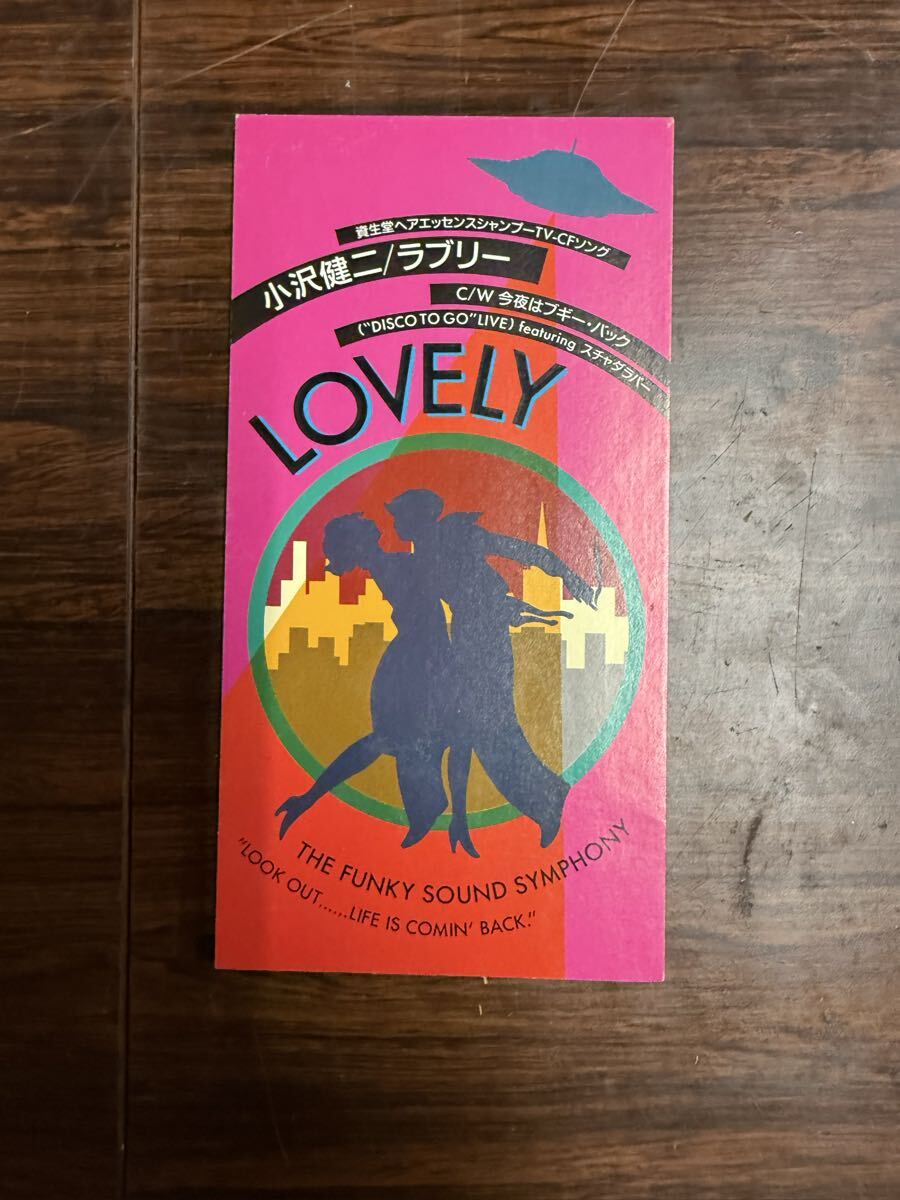 資生堂ヘアエッセンスシャンプーTV-CFソング
小沢健二/ラブリー
C/W 今夜はブギー・バック
("DISCO TO GO"LIVE) featuring スチャダラパー
LOVELY
THE FUNKY SOUND SYMPHONY
"LOOK OUT,.....LIFE IS COMIN' BACK."